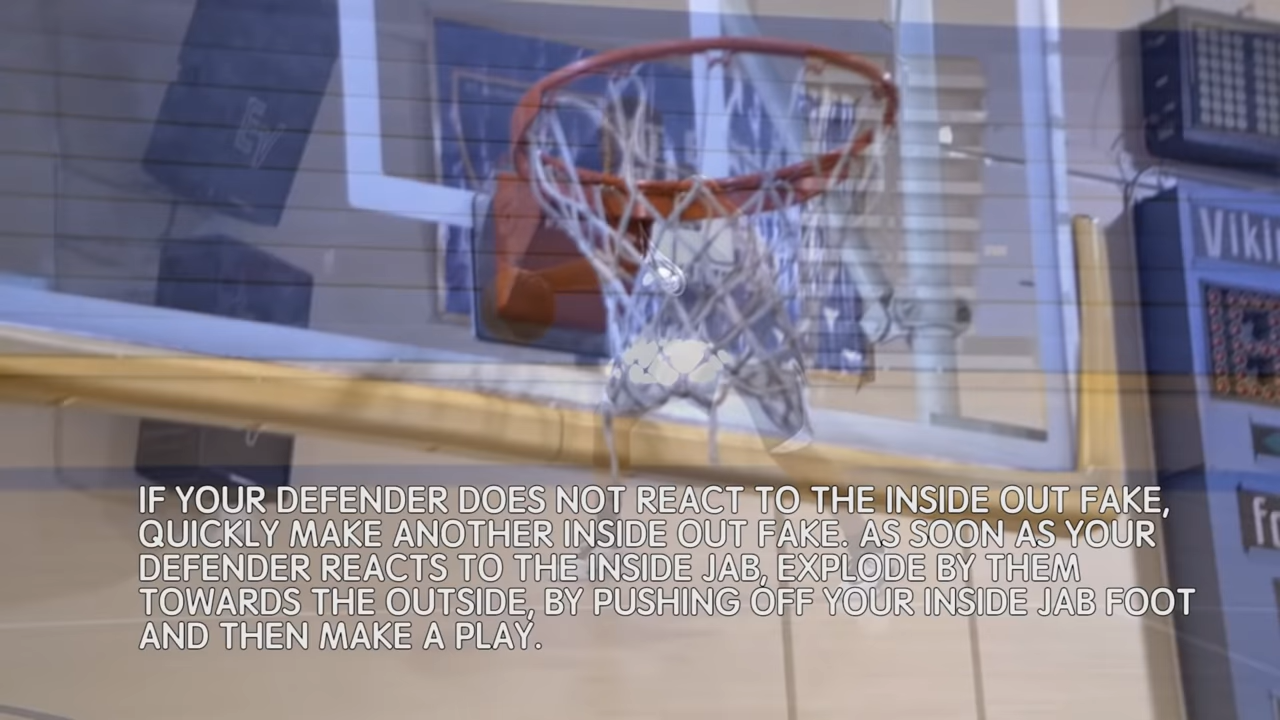 Viki
IF YOUR DEFENDER DOES NOT REACT TO THE INSIDE OUT FAKE,
QUICKLY MAKE ANOTHER INSIDE OUT FAKE. AS SOON AS YOUR
DEFENDER REACTS TO THE INSIDE JAB, EXPLODE BY THEM
TOWARDS THE OUTSIDE, BY PUSHING OFF YOUR INSIDE JAB FOOT
AND THEN MAKE A PLAY.